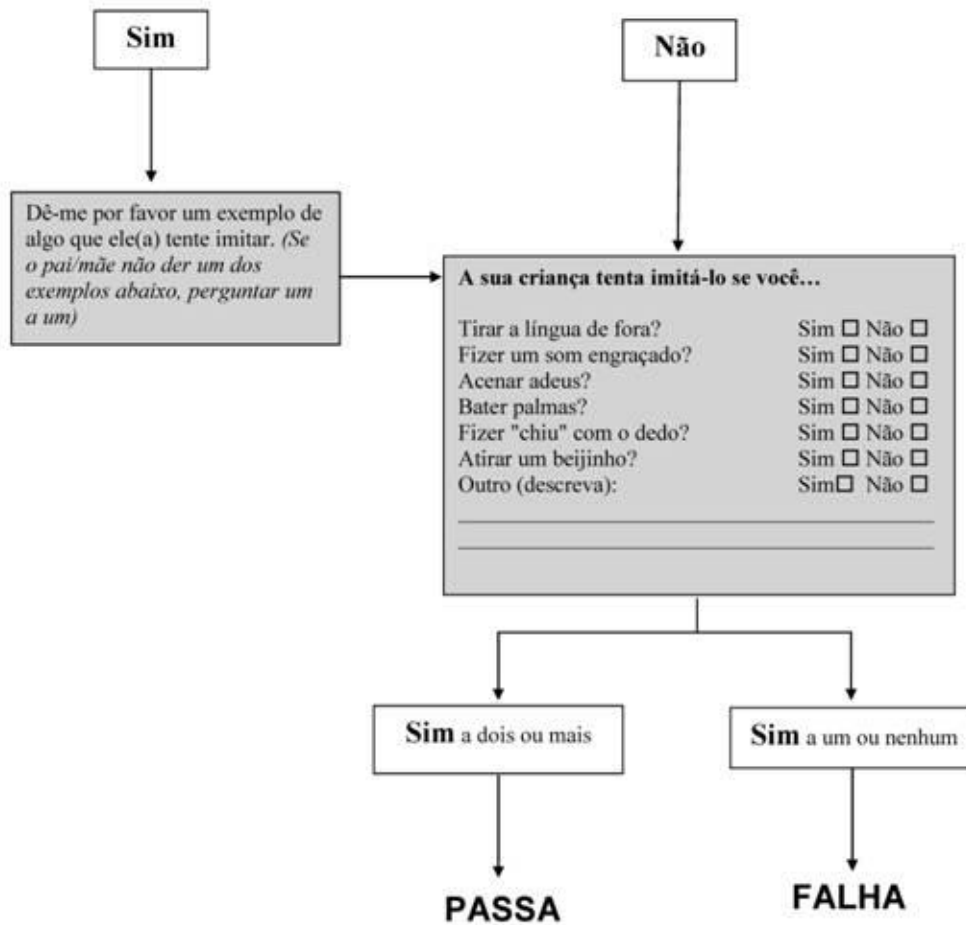 Sim
Não
Dê-me por favor um exemplo de
algo que ele(a) tente imitar. (Se
o pai/mãe não der um dos
exemplos abaixo, perguntar um
a um)
A sua criança tenta imitá-lo se você…
Tirar a língua de fora? Sim ☐ Não ☐
Fizer um som engraçado? Sim ☐ Não ☐
Acenar adeus? Sim ☐ Não ☐
Bater palmas? Sim ☐ Não ☐
Fizer "chiu" com o dedo? Sim ☐ Não ☐
Atirar um beijinho? Sim ☐ Não ☐
Outro (descreva): Sim☐ Não ☐
Sim a dois ou mais
Sim a um ou nenhum
PASSA
FALHA